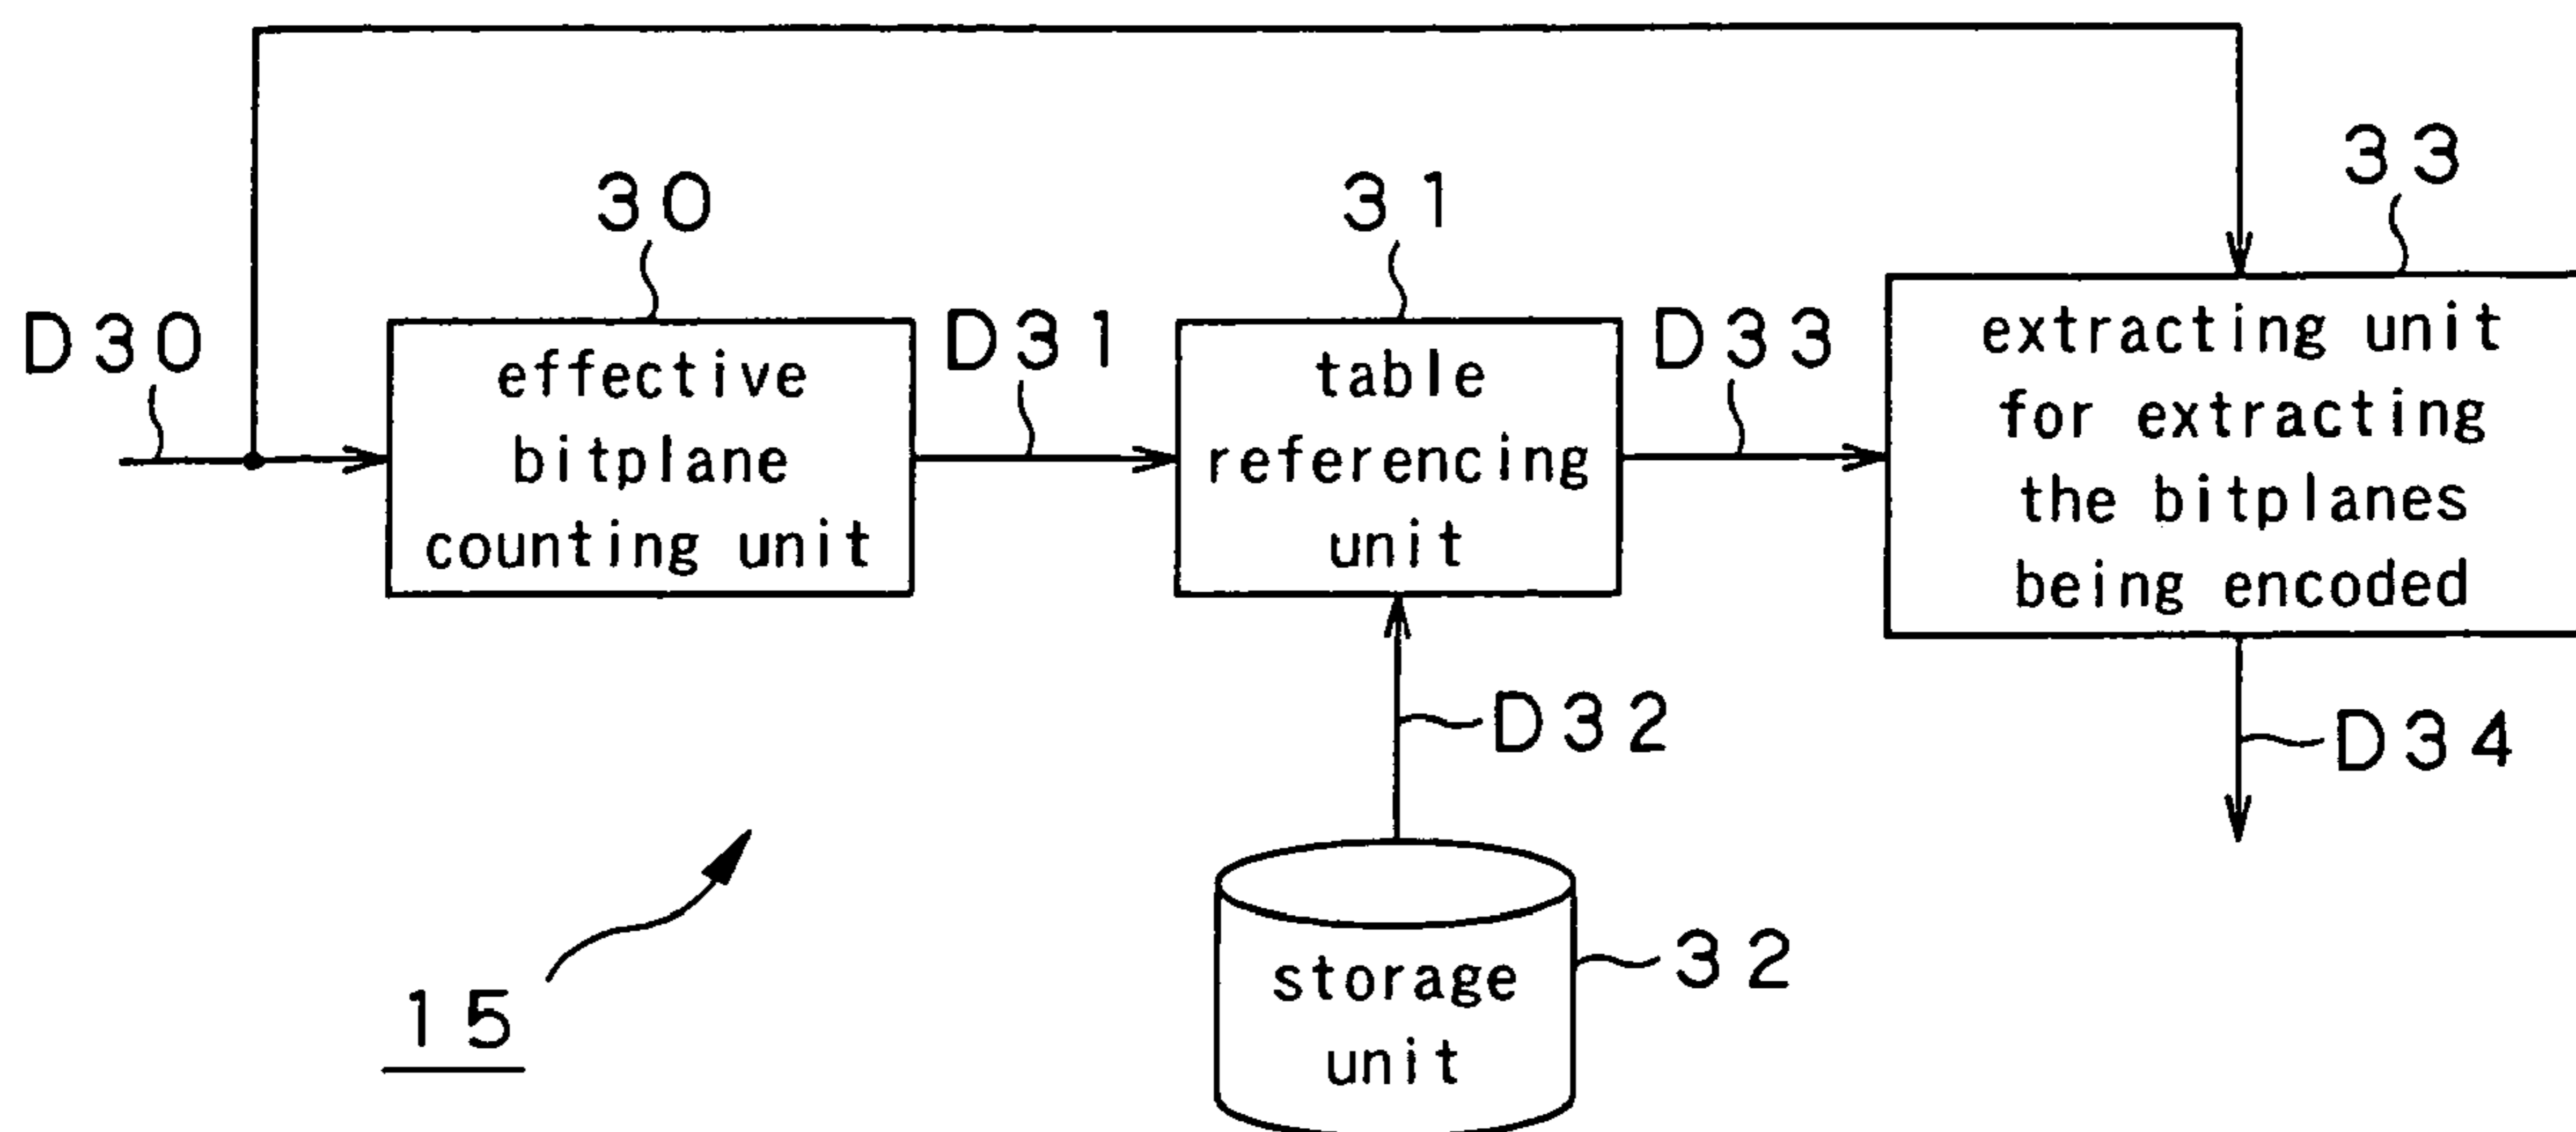 30
31
33
D30
effective
bitplane
counting unit
D31
table
referencing
unit
D33
extracting unit
for extracting
the bitplanes
being encoded
D32
D34
storage
unit
32
15